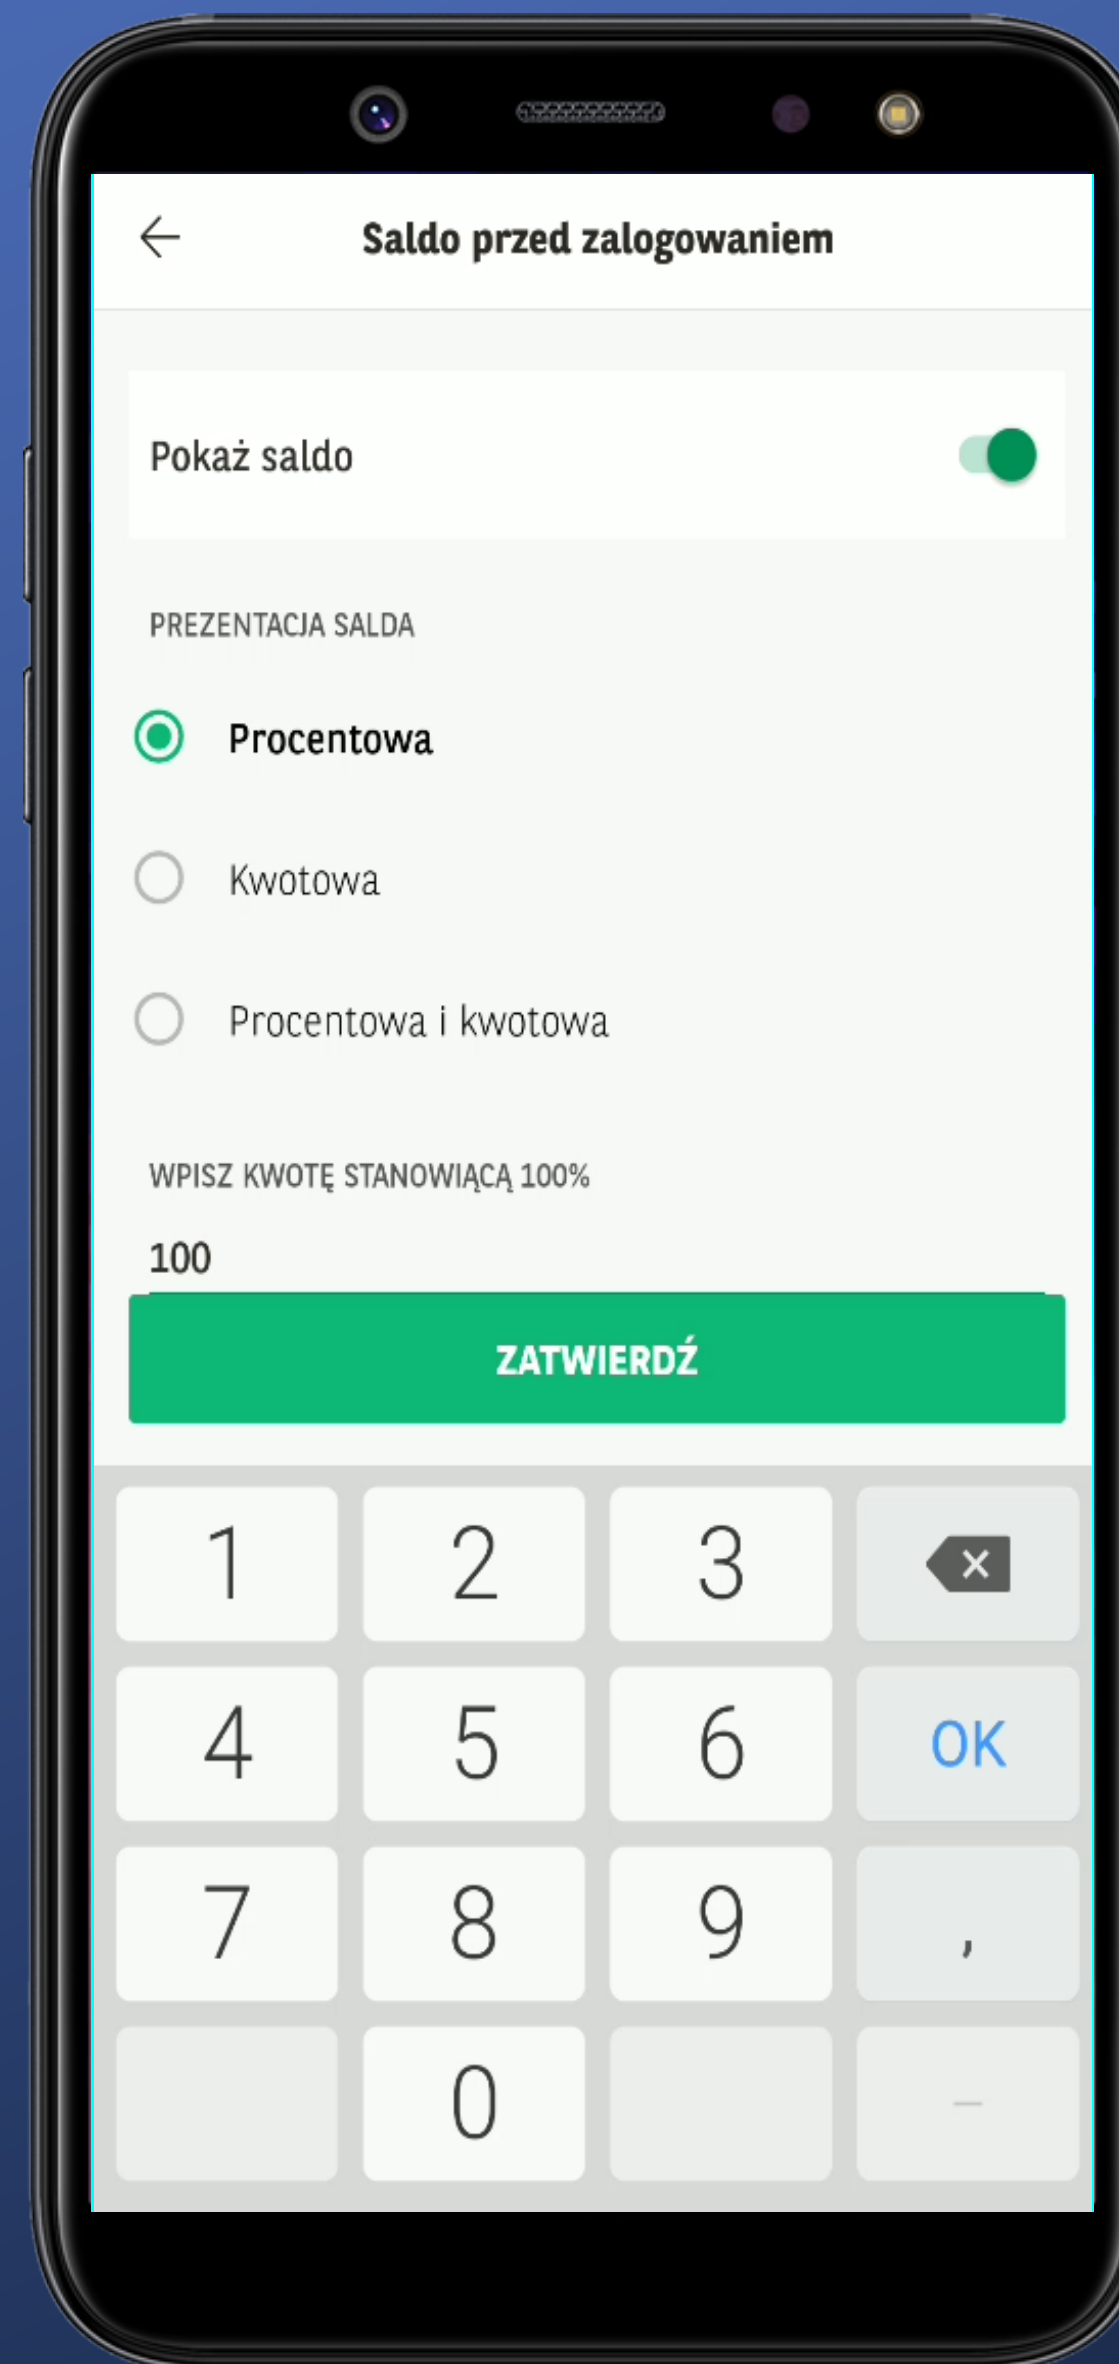 Saldo przed zalogowaniem
Pokaż saldo
PREZENTACJA SALDA
Procentowa
Kwotowa
Procentowa i kwotowa
WPISZ KWOTĘ STANOWIĄCĄ 100%
100
ZATWIERDŹ
1 2 3
4 5 6 OK
7 8 9 ,
0 –